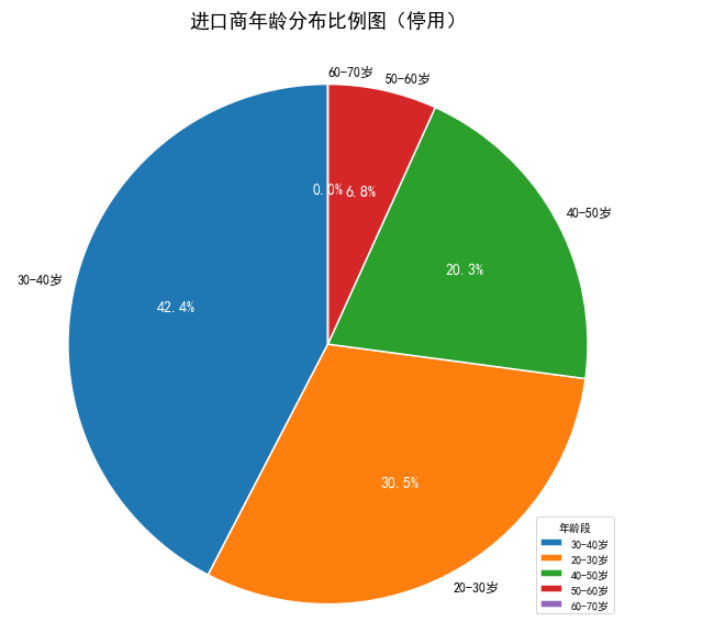 进口商年龄分布比例图（停用）
60-70岁
50-60岁
40-50岁
0.0%
6.8%
20.3%
30-40岁
42.4%
30.5%
20-30岁
年龄段
30-40岁
20-30岁
40-50岁
50-60岁
60-70岁